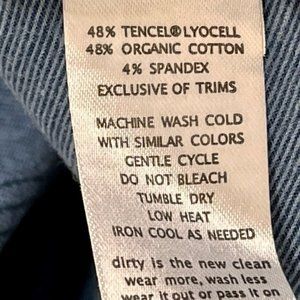 48% TENCEL®LYOCELL
48% ORGANIC COTTON
4% SPANDEX
EXCLUSIVE OF TRIMS
MACHINE WASH COLD
WITH SIMILAR COLORS
GENTLE CYCLE
DO NOT BLEACH
TUMBLE DRY
LOW HEAT
IRON COOL AS NEEDED
dirty is the new clean
wear more, wash less
wear it out or pass it on